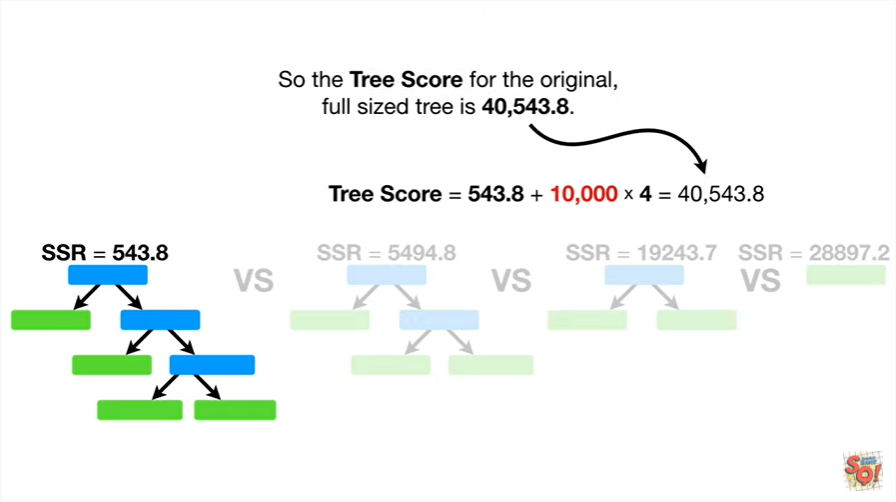 So the Tree Score for the original,
full sized tree is 40,543.8.
Tree Score = 543.8 + 10,000 x 4 = 40,543.8
SSR = 543.8
SSR = 5494.8
SSR = 19243.7
SSR = 28897.2
VS
VS
VS
SQ!